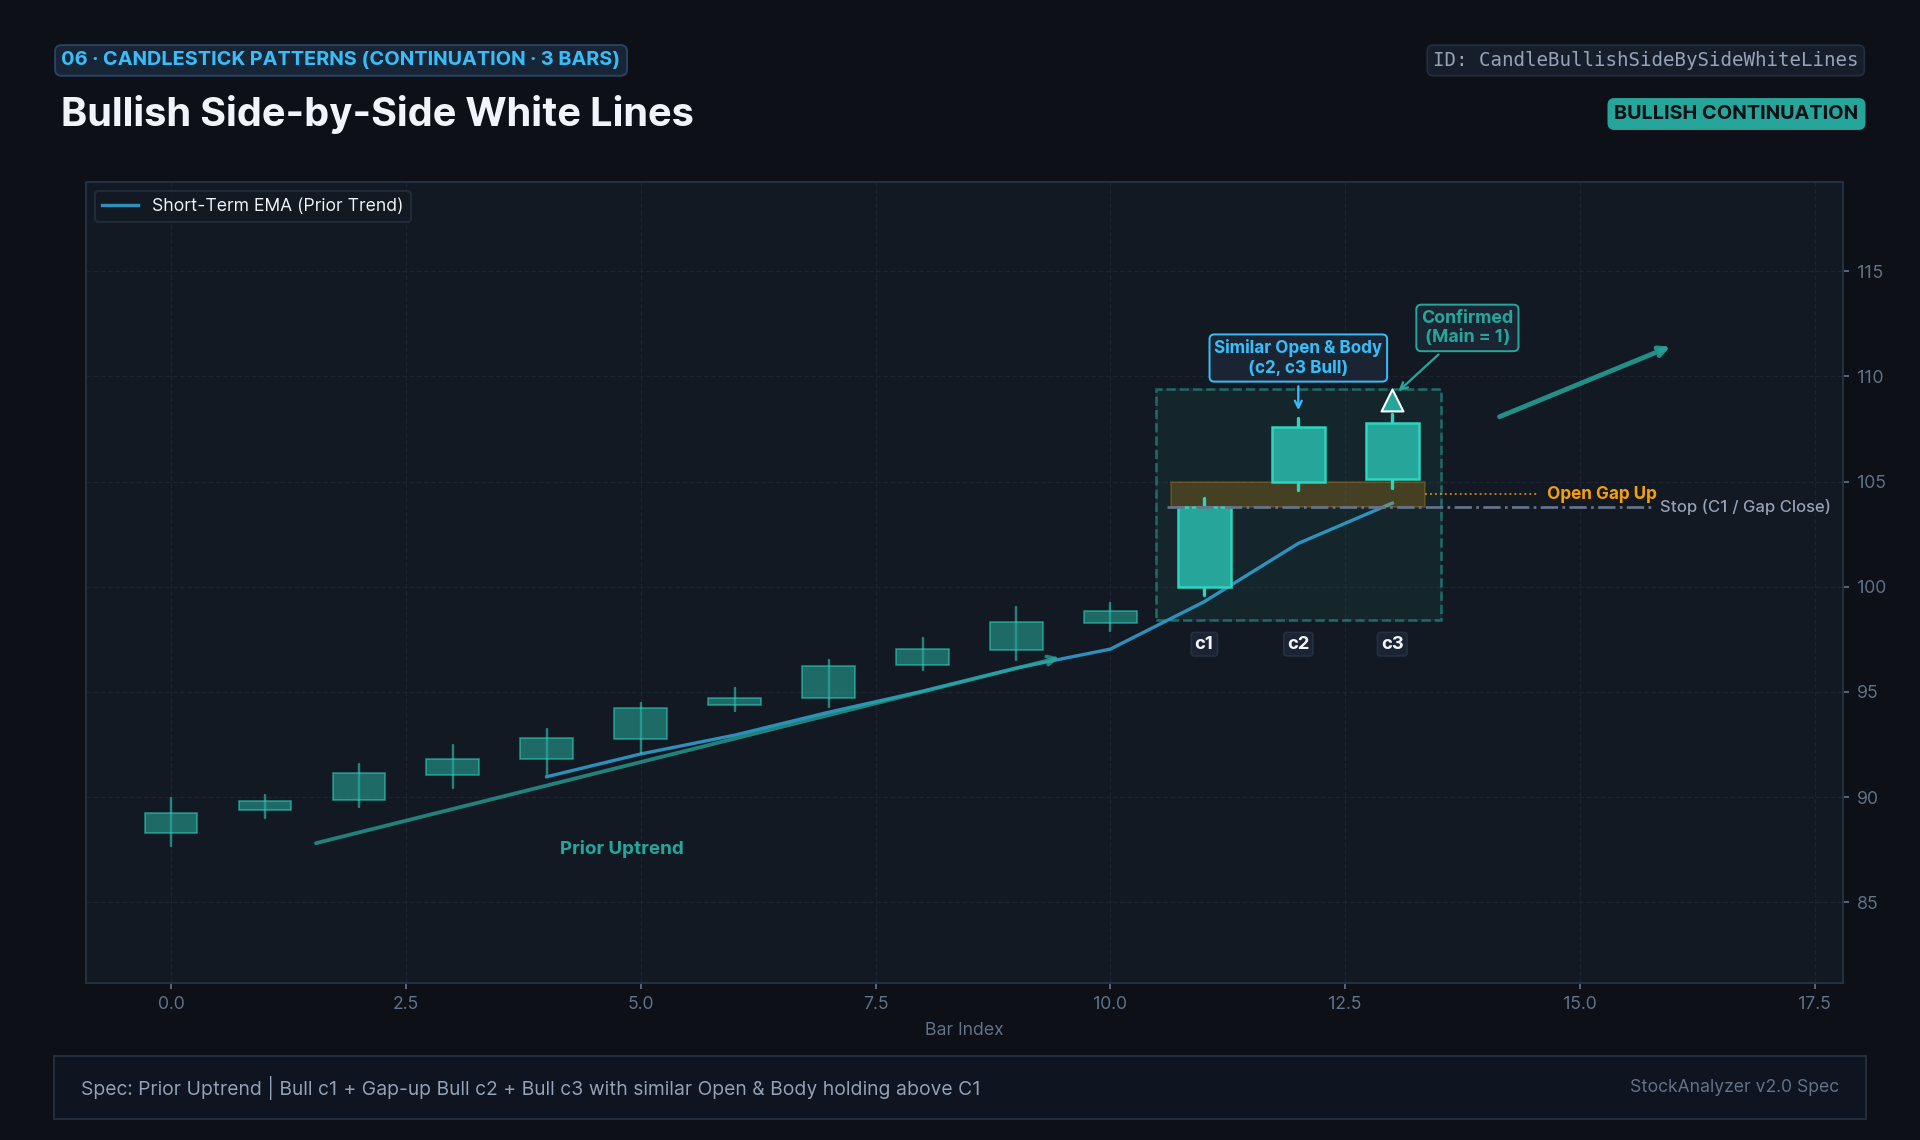 06 · CANDLESTICK PATTERNS (CONTINUATION · 3 BARS)
ID: CandleBullishSideBySideWhiteLines
Bullish Side-by-Side White Lines
BULLISH CONTINUATION
Short-Term EMA (Prior Trend)
115
Confirmed
(Main = 1)
Similar Open & Body
(c2, c3 Bull)
110
105
Open Gap Up
Stop (C1 / Gap Close)
100
c1
c2
c3
95
90
Prior Uptrend
85
0.0
2.5
5.0
7.5
10.0
12.5
15.0
17.5
Bar Index
Spec: Prior Uptrend | Bull c1 + Gap-up Bull c2 + Bull c3 with similar Open & Body holding above C1
StockAnalyzer v2.0 Spec